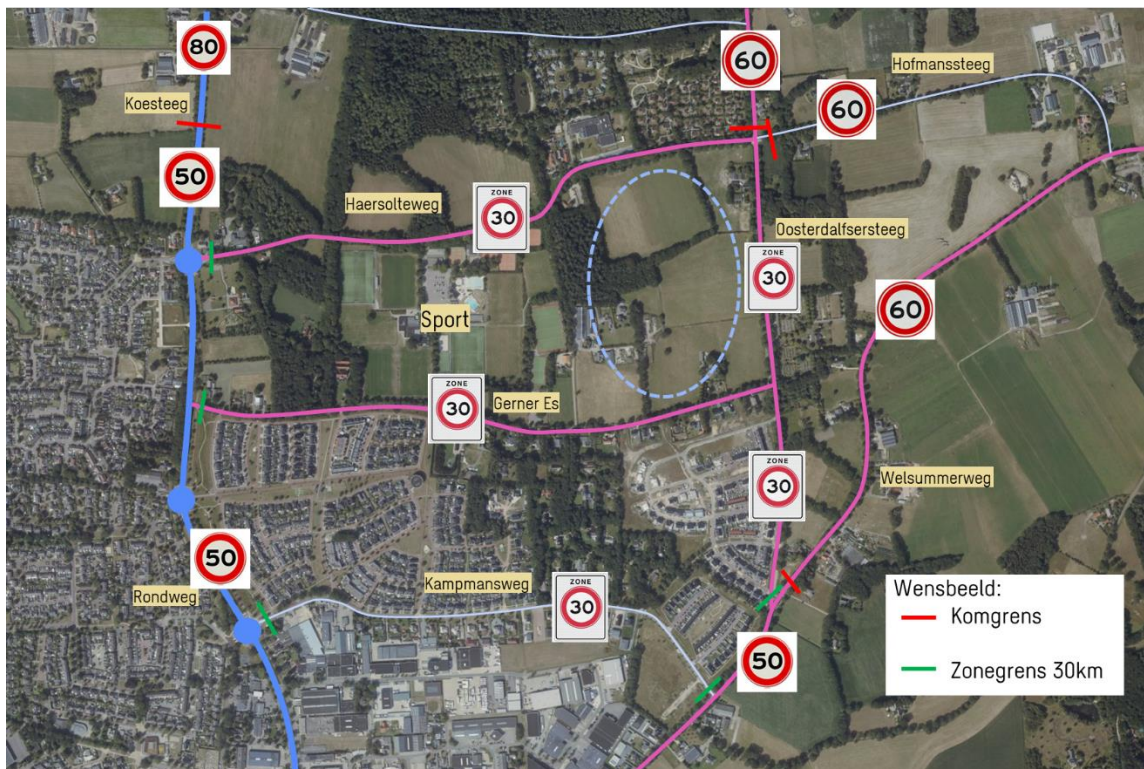 80
60
Hofmanssteeg
Koesteeg
60
50
Haersolteweg
ZONE
30
Oosterdalfsersteeg
ZONE
30
60
Sport
ZONE
30
Gerner Es
ZONE
30
Welsummerweg
50
Kampmansweg
ZONE
30
Rondweg
50
Wensbeeld:
Komgrens
Zonegrens 30km